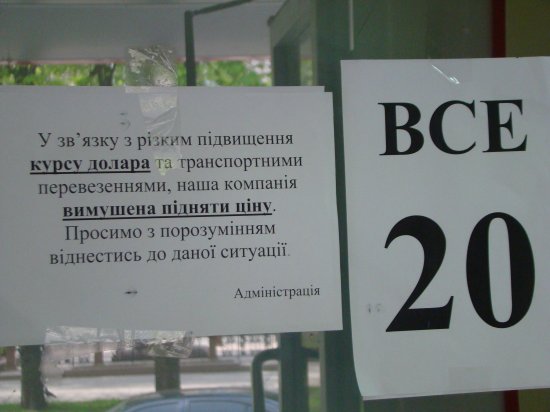 У зв’язку з різким підвищення
курсу долара та транспортними
перевезеннями, наша компанія
вимушена підняти ціну.
Просимо з порозумінням
віднестись до даної ситуації.
Адміністрація
ВСЕ
20